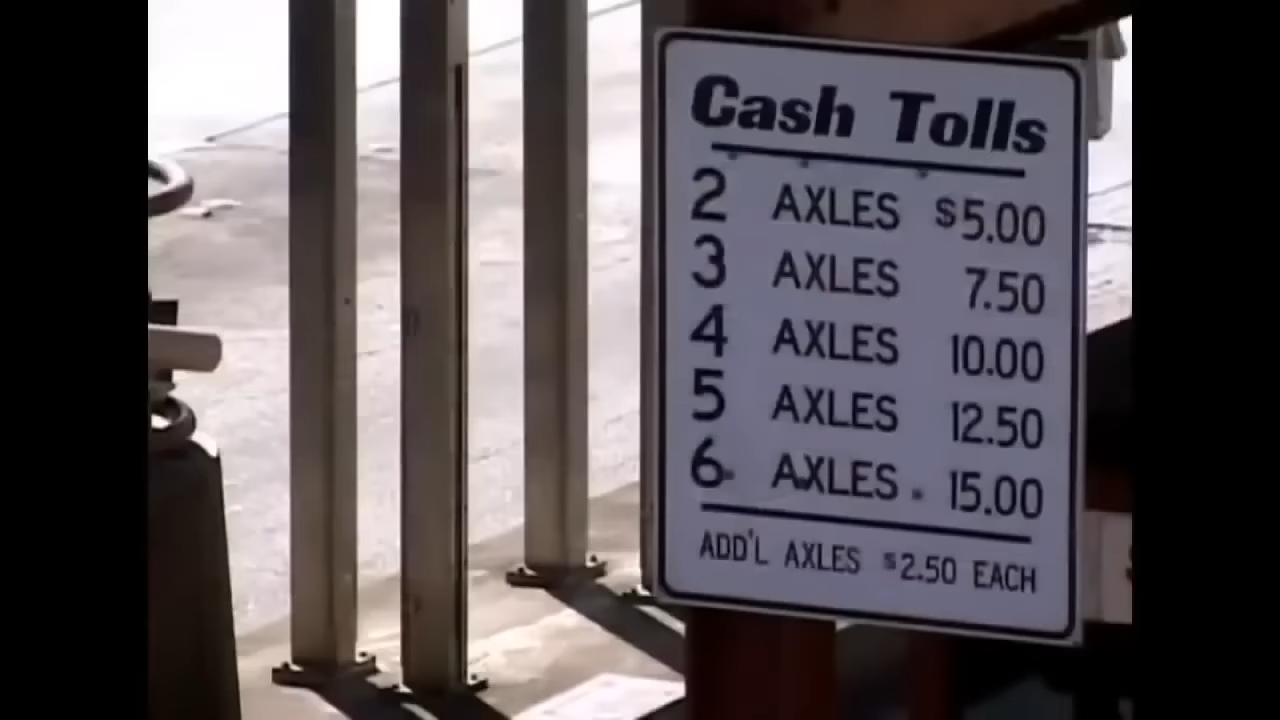 Cash Tolls
2 AXLES $5.00
3 AXLES 7.50
4 AXLES 10.00
5 AXLES 12.50
6 AXLES 15.00
ADD'L AXLES $2.50 EACH